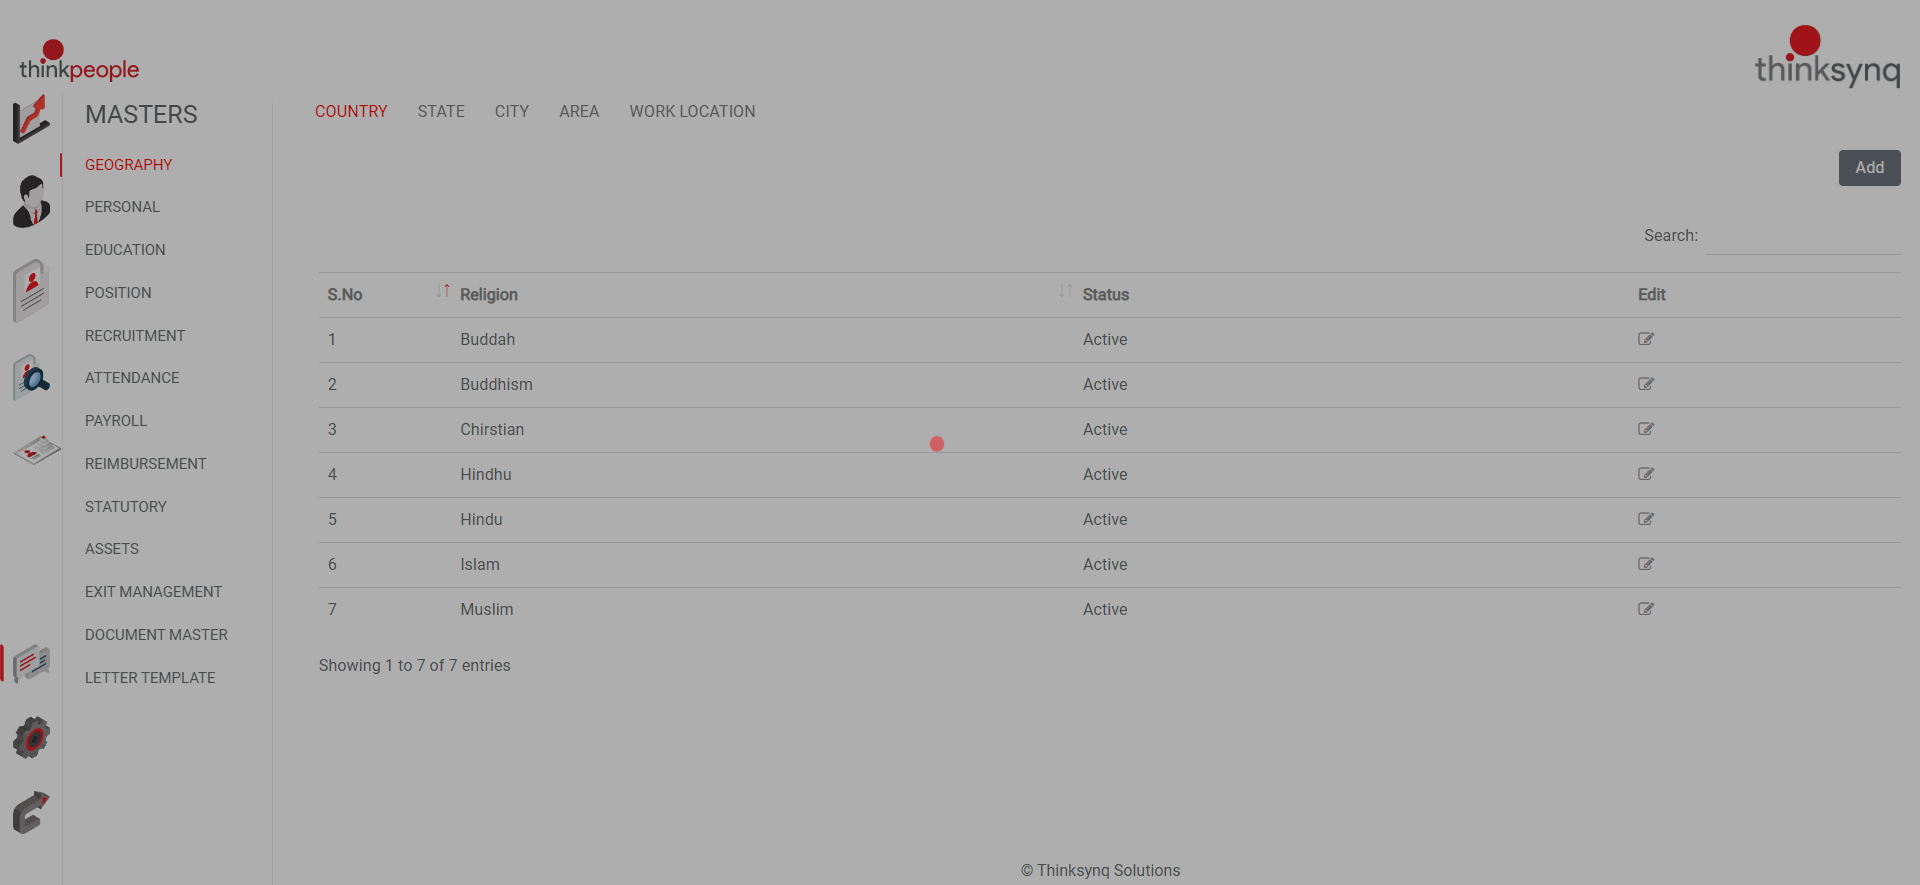 thinkpeople
thinksynq
MASTERS
COUNTRY STATE CITY AREA WORK LOCATION
GEOGRAPHY
Add
PERSONAL
Search:
EDUCATION
POSITION
RECRUITMENT
ATTENDANCE
PAYROLL
REIMBURSEMENT
STATUTORY
ASSETS
EXIT MANAGEMENT
DOCUMENT MASTER
LETTER TEMPLATE
S.No Religion Status Edit
1 Buddah Active
2 Buddhism Active
3 Chirstian Active
4 Hindhu Active
5 Hindu Active
6 Islam Active
7 Muslim Active
Showing 1 to 7 of 7 entries
© Thinksynq Solutions